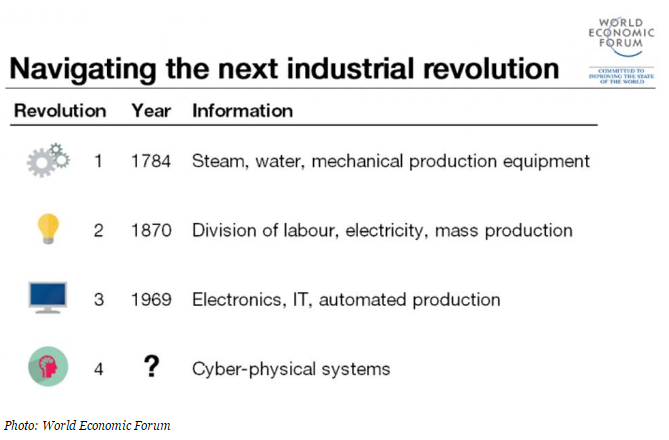 WORLD
ECONOMIC
FORUM
COMMITTED TO
IMPROVING THE STATE
OF THE WORLD
Navigating the next industrial revolution
Revolution Year Information
1 1784 Steam, water, mechanical production equipment
2 1870 Division of labour, electricity, mass production
3 1969 Electronics, IT, automated production
4 ? Cyber-physical systems
Photo: World Economic Forum